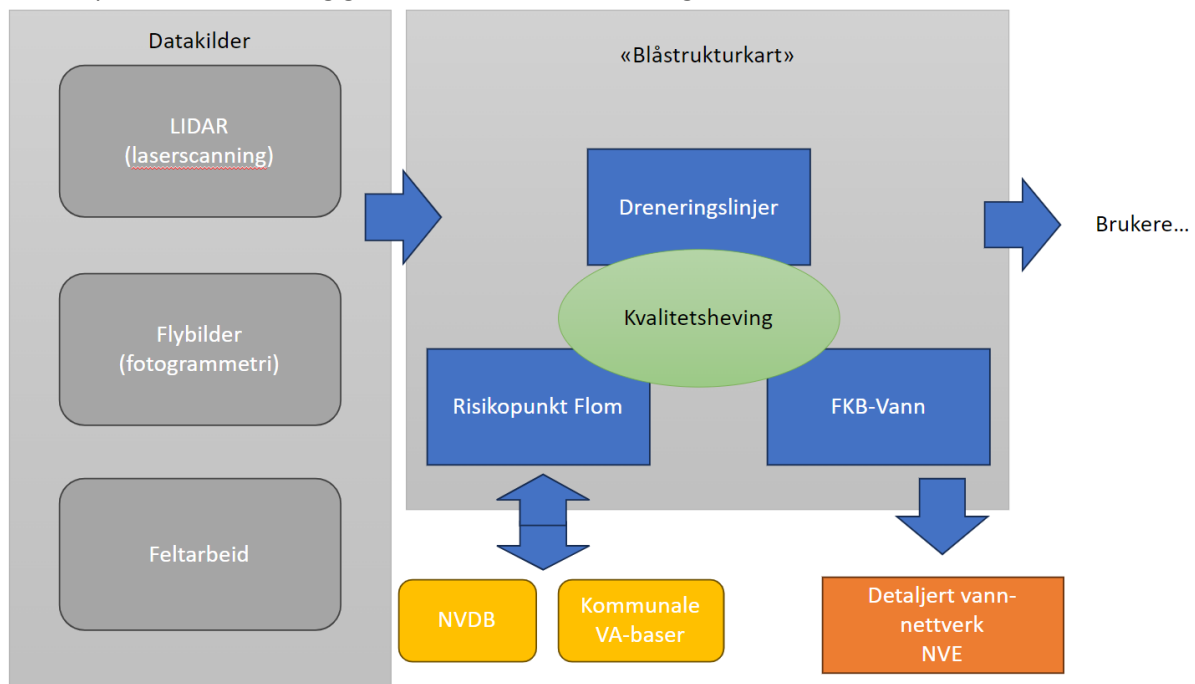 Datakilder
LIDAR
(laserscanning)
Flybilder
(fotogrammetri)
Feltarbeid
«Blåstrukturkart»
Dreneringslinjer
Kvalitetsheving
Risikopunkt Flom
FKB-Vann
Brukere...
NVDB
Kommunale
VA-baser
Detaljert vann-
nettverk
NVE